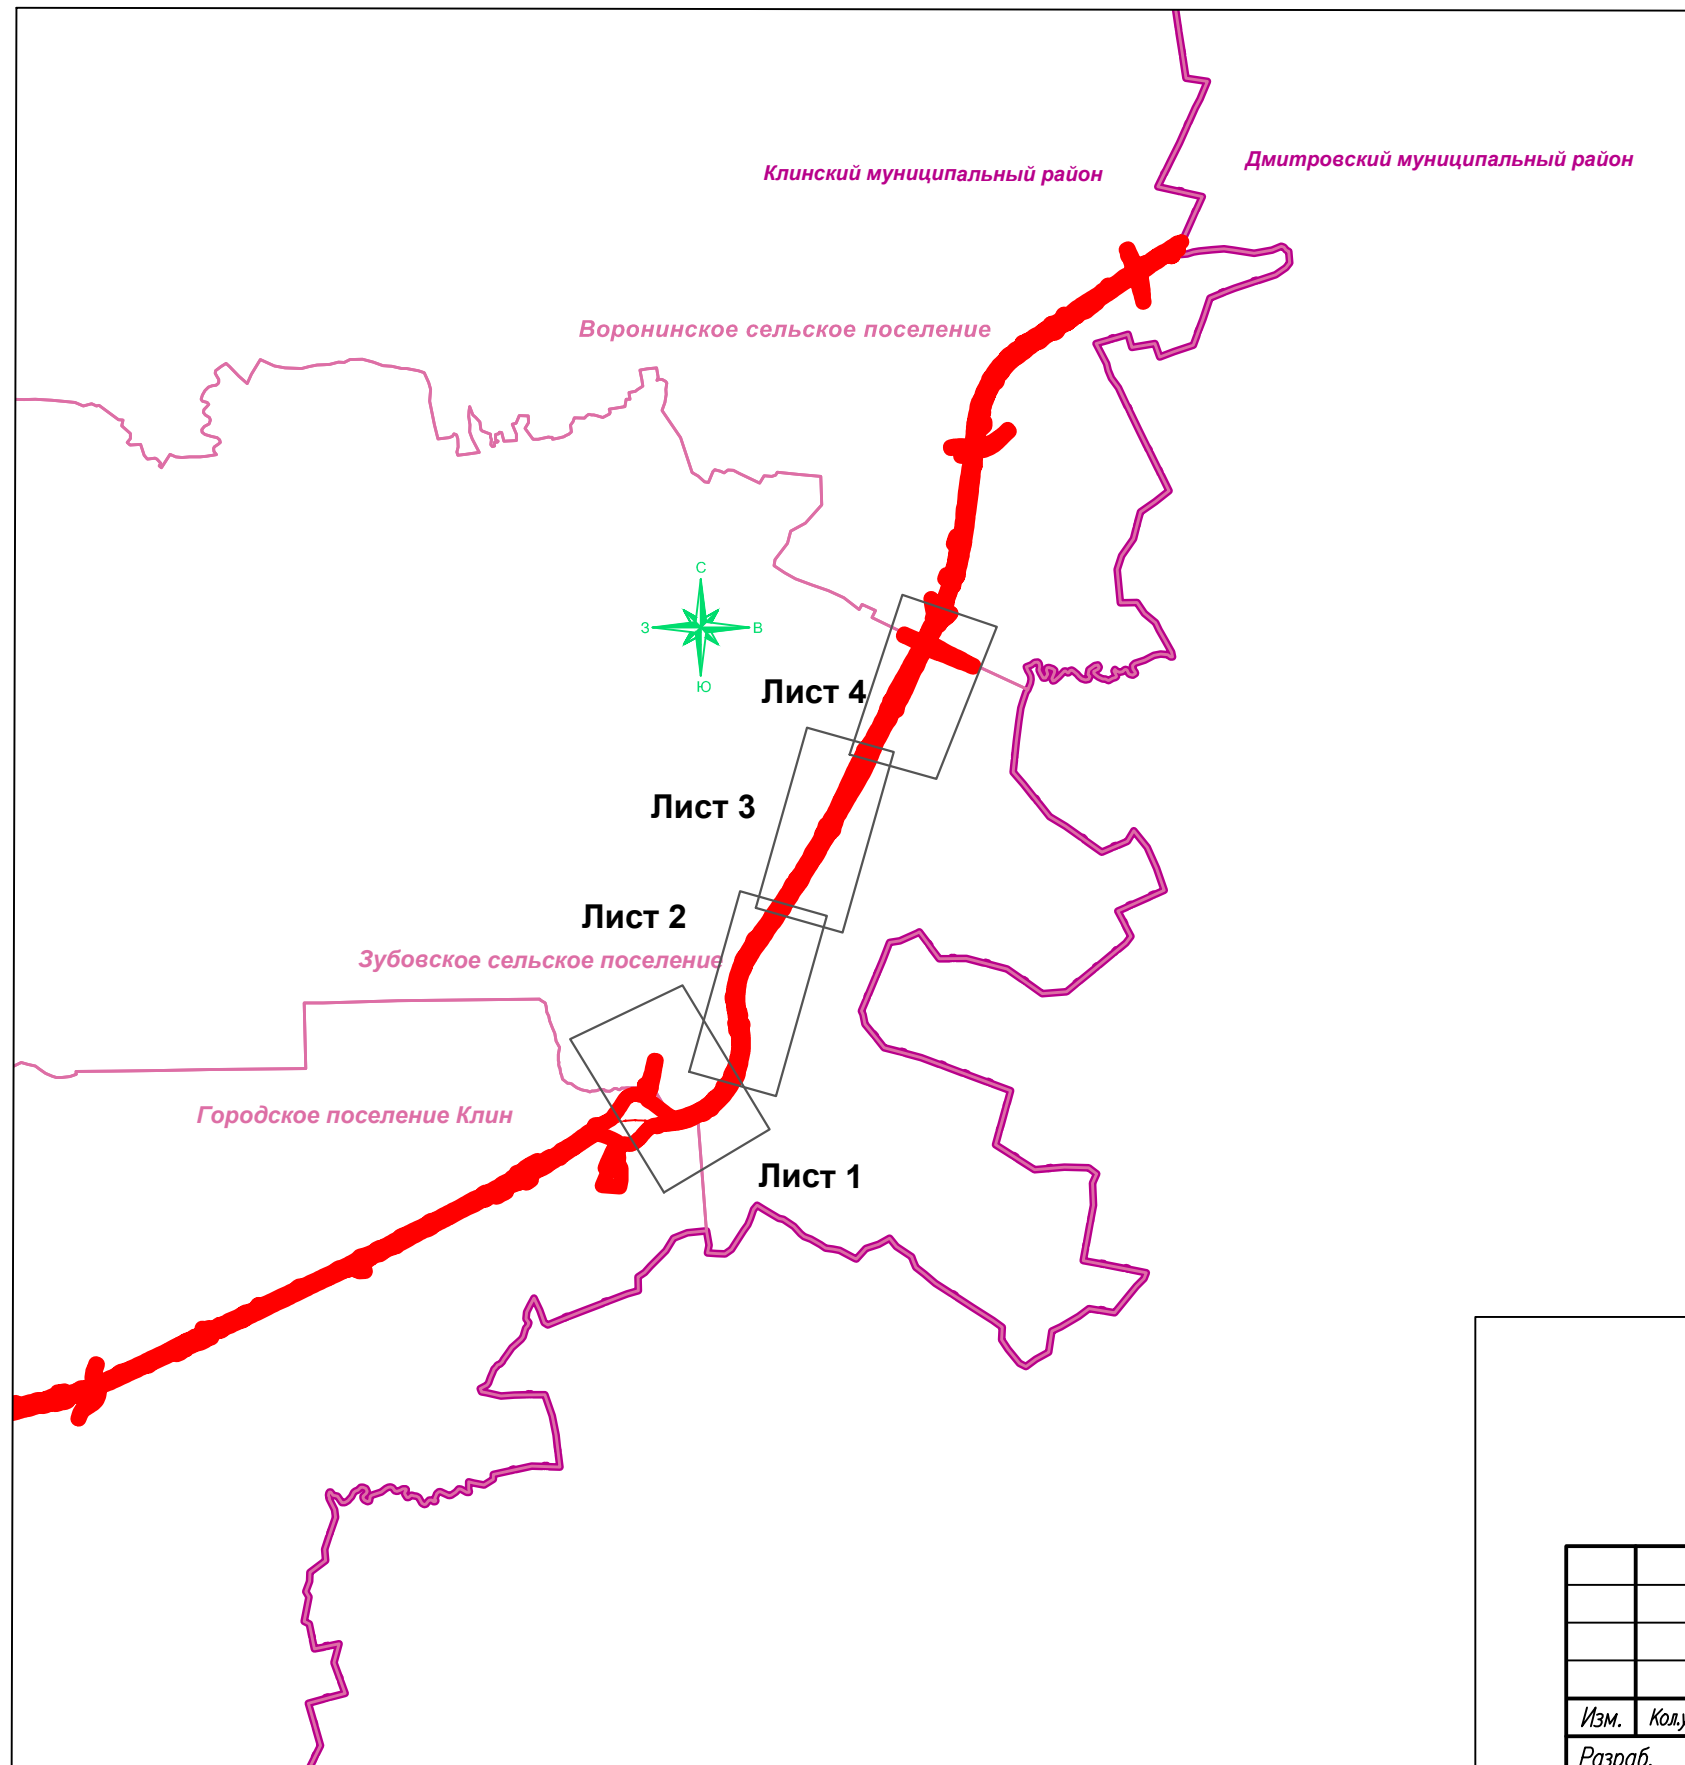 Дмитровский муниципальный район
Клинский муниципальный район
Воронинское сельское поселение
С
З
В
Ю
Лист 4
Лист 3
Лист 2
Зубовское сельское поселение
Городское поселение Клин
Лист 1
Изм.
Кол.у
Разраб.